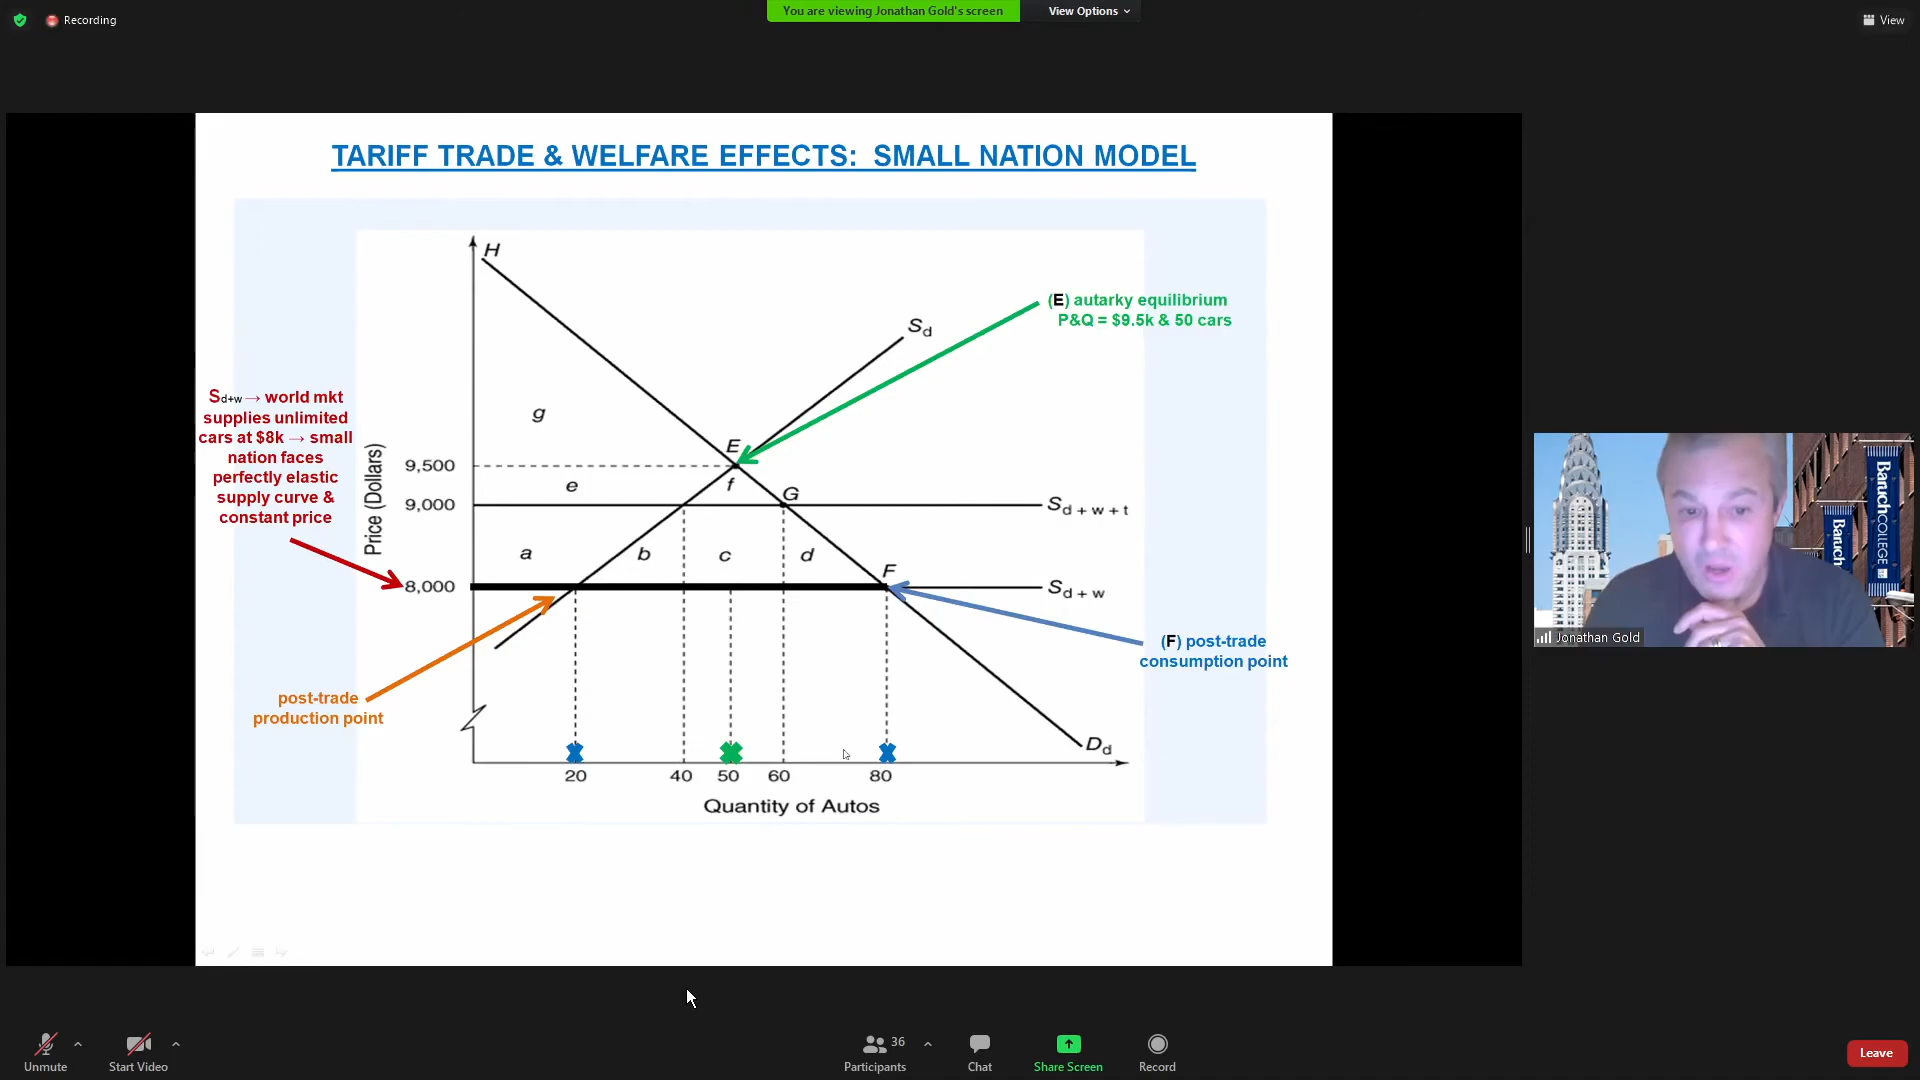 Recording
You are viewing Jonathan Gold's screen
View Options
View
TARIFF TRADE & WELFARE EFFECTS: SMALL NATION MODEL
H
(E) autarky equilibrium
P&Q = $9.5k & 50 cars
Sd
Sd+w → world mkt
supplies unlimited
cars at $8k → small
nation faces
perfectly elastic
supply curve &
constant price
Price (Dollars)
g
E
9,500
e
f
G
9,000
Sd + w + t
a
b
c
d
F
8,000
Sd + w
(F) post-trade
consumption point
post-trade
production point
Dd
20
40
50
60
80
Quantity of Autos
Baruch COLLEGE
Baruch
Jonathan Gold
Unmute
Start Video
36
Participants
Chat
Share Screen
Record
Leave